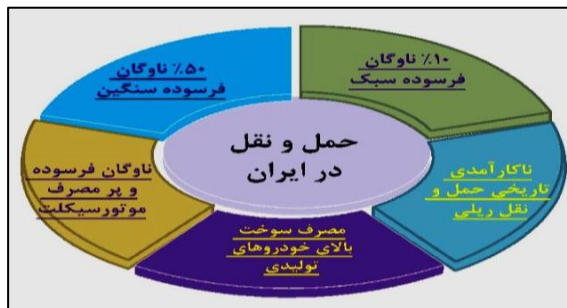 ۱۰٪ ناوگان
فرسوده سبک
۵۰٪ ناوگان
فرسوده سنگین
حمل و نقل
در ایران
ناکارآمدی
تاریخی حمل و
نقل ریلی
ناوگان فرسوده
و پر مصرف
موتورسیکلت
مصرف سوخت
بالای خودروهای
تولیدی